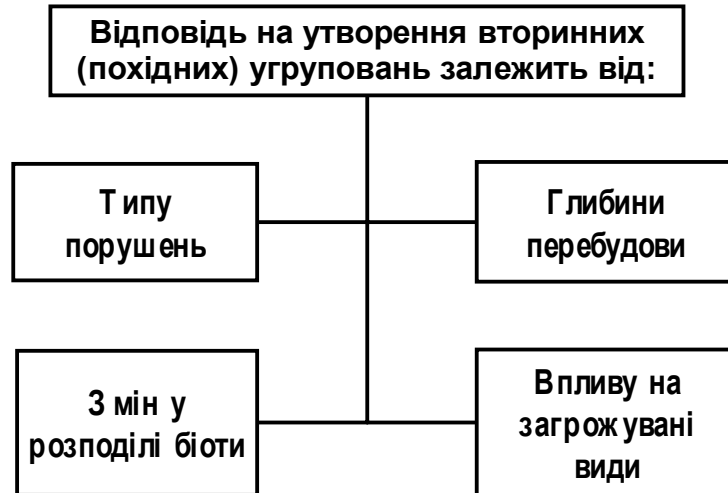 Відповідь на утворення вторинних
(похідних) угруповань залежить від:
Типу
порушень
Глибини
перебудови
Змін у
розподілі біоти
Впливу на
загрожувані
види